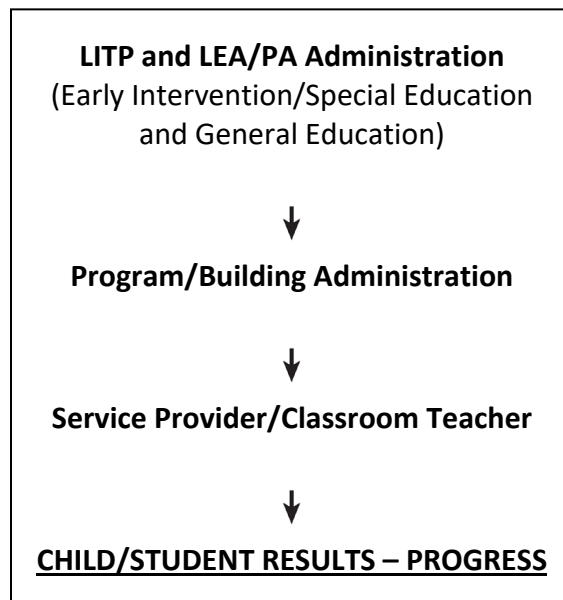 LITP and LEA/PA Administration
(Early Intervention/Special Education
and General Education)
Program/Building Administration
Service Provider/Classroom Teacher
CHILD/STUDENT RESULTS – PROGRESS